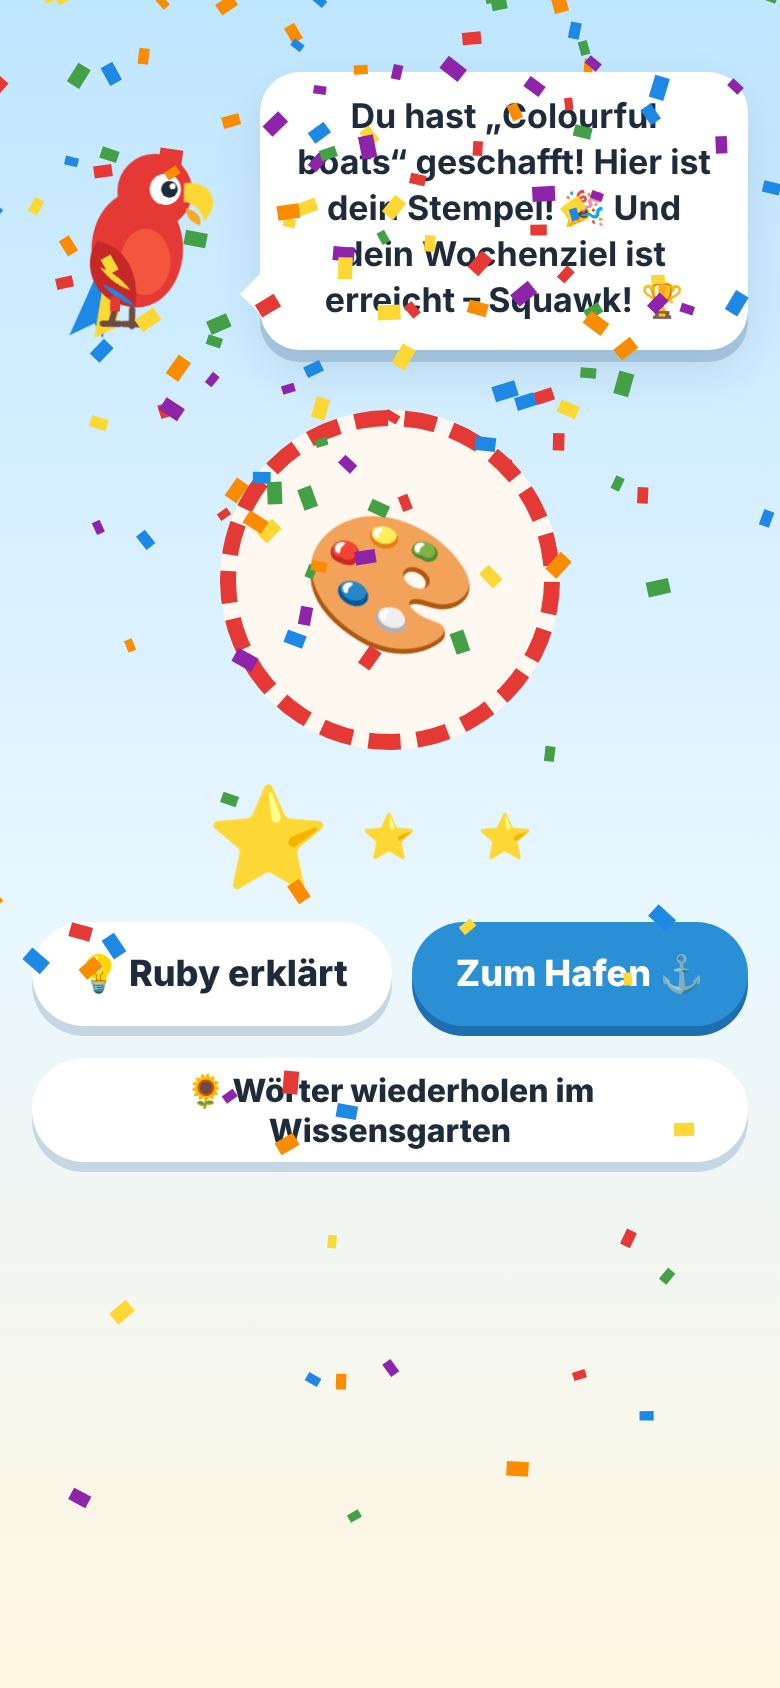 Du hast „Colourful
boats“ geschafft! Hier ist
dein Stempel! 🎉 Und
dein Wochenziel ist
erreicht – Squawk! 🏆
💡 Ruby erklärt
Zum Hafen ⚓
🌻 Wörter wiederholen im
Wissensgarten